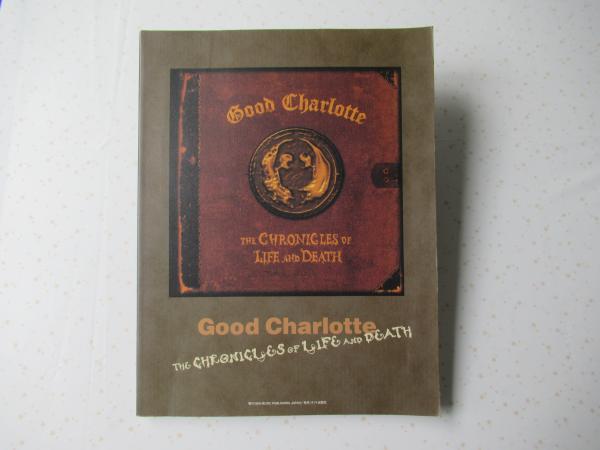 Good Charlotte
THE CHRONICLES OF
LIFE AND DEATH
Good Charlotte
THE CHRONICLES OF LIFE AND DEATH